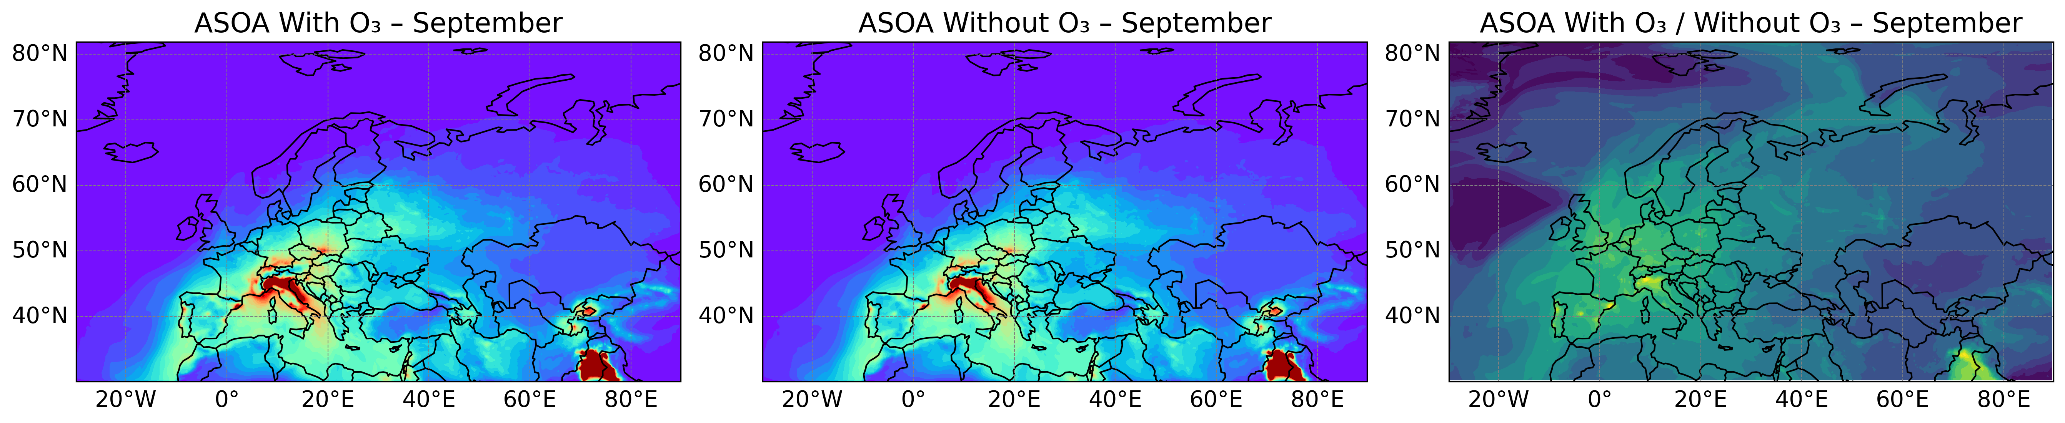 ASOA With O₃ – September
ASOA Without O₃ – September
ASOA With O₃ / Without O₃ – September
80°N
70°N
60°N
50°N
40°N
20°W 0° 20°E 40°E 60°E 80°E
80°N
70°N
60°N
50°N
40°N
20°W 0° 20°E 40°E 60°E 80°E
80°N
70°N
60°N
50°N
40°N
20°W 0° 20°E 40°E 60°E 80°E